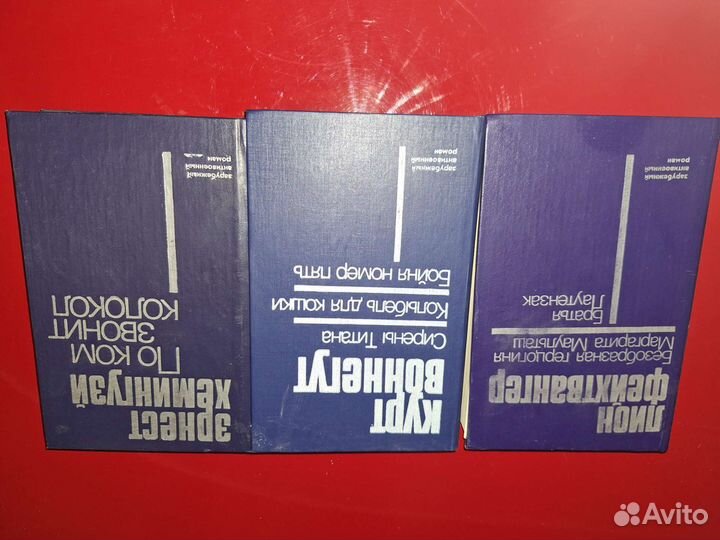 ЭРНЕСТ
ХЕМИНГУЭЙ
ПО КОМ
ЗВОНИТ
КОЛОКОЛ
зарубежный
антивоенный
роман
КУРТ
ВОННЕГУТ
Сирены Титана
Колыбель для кошки
Бойня номер пять
зарубежный
антивоенный
роман
ЛИОН
ФЕЙХТВАНГЕР
Безобразная герцогиня
Маргарита Маульташ
Братья
Лаутензак
зарубежный
антивоенный
роман
Avito